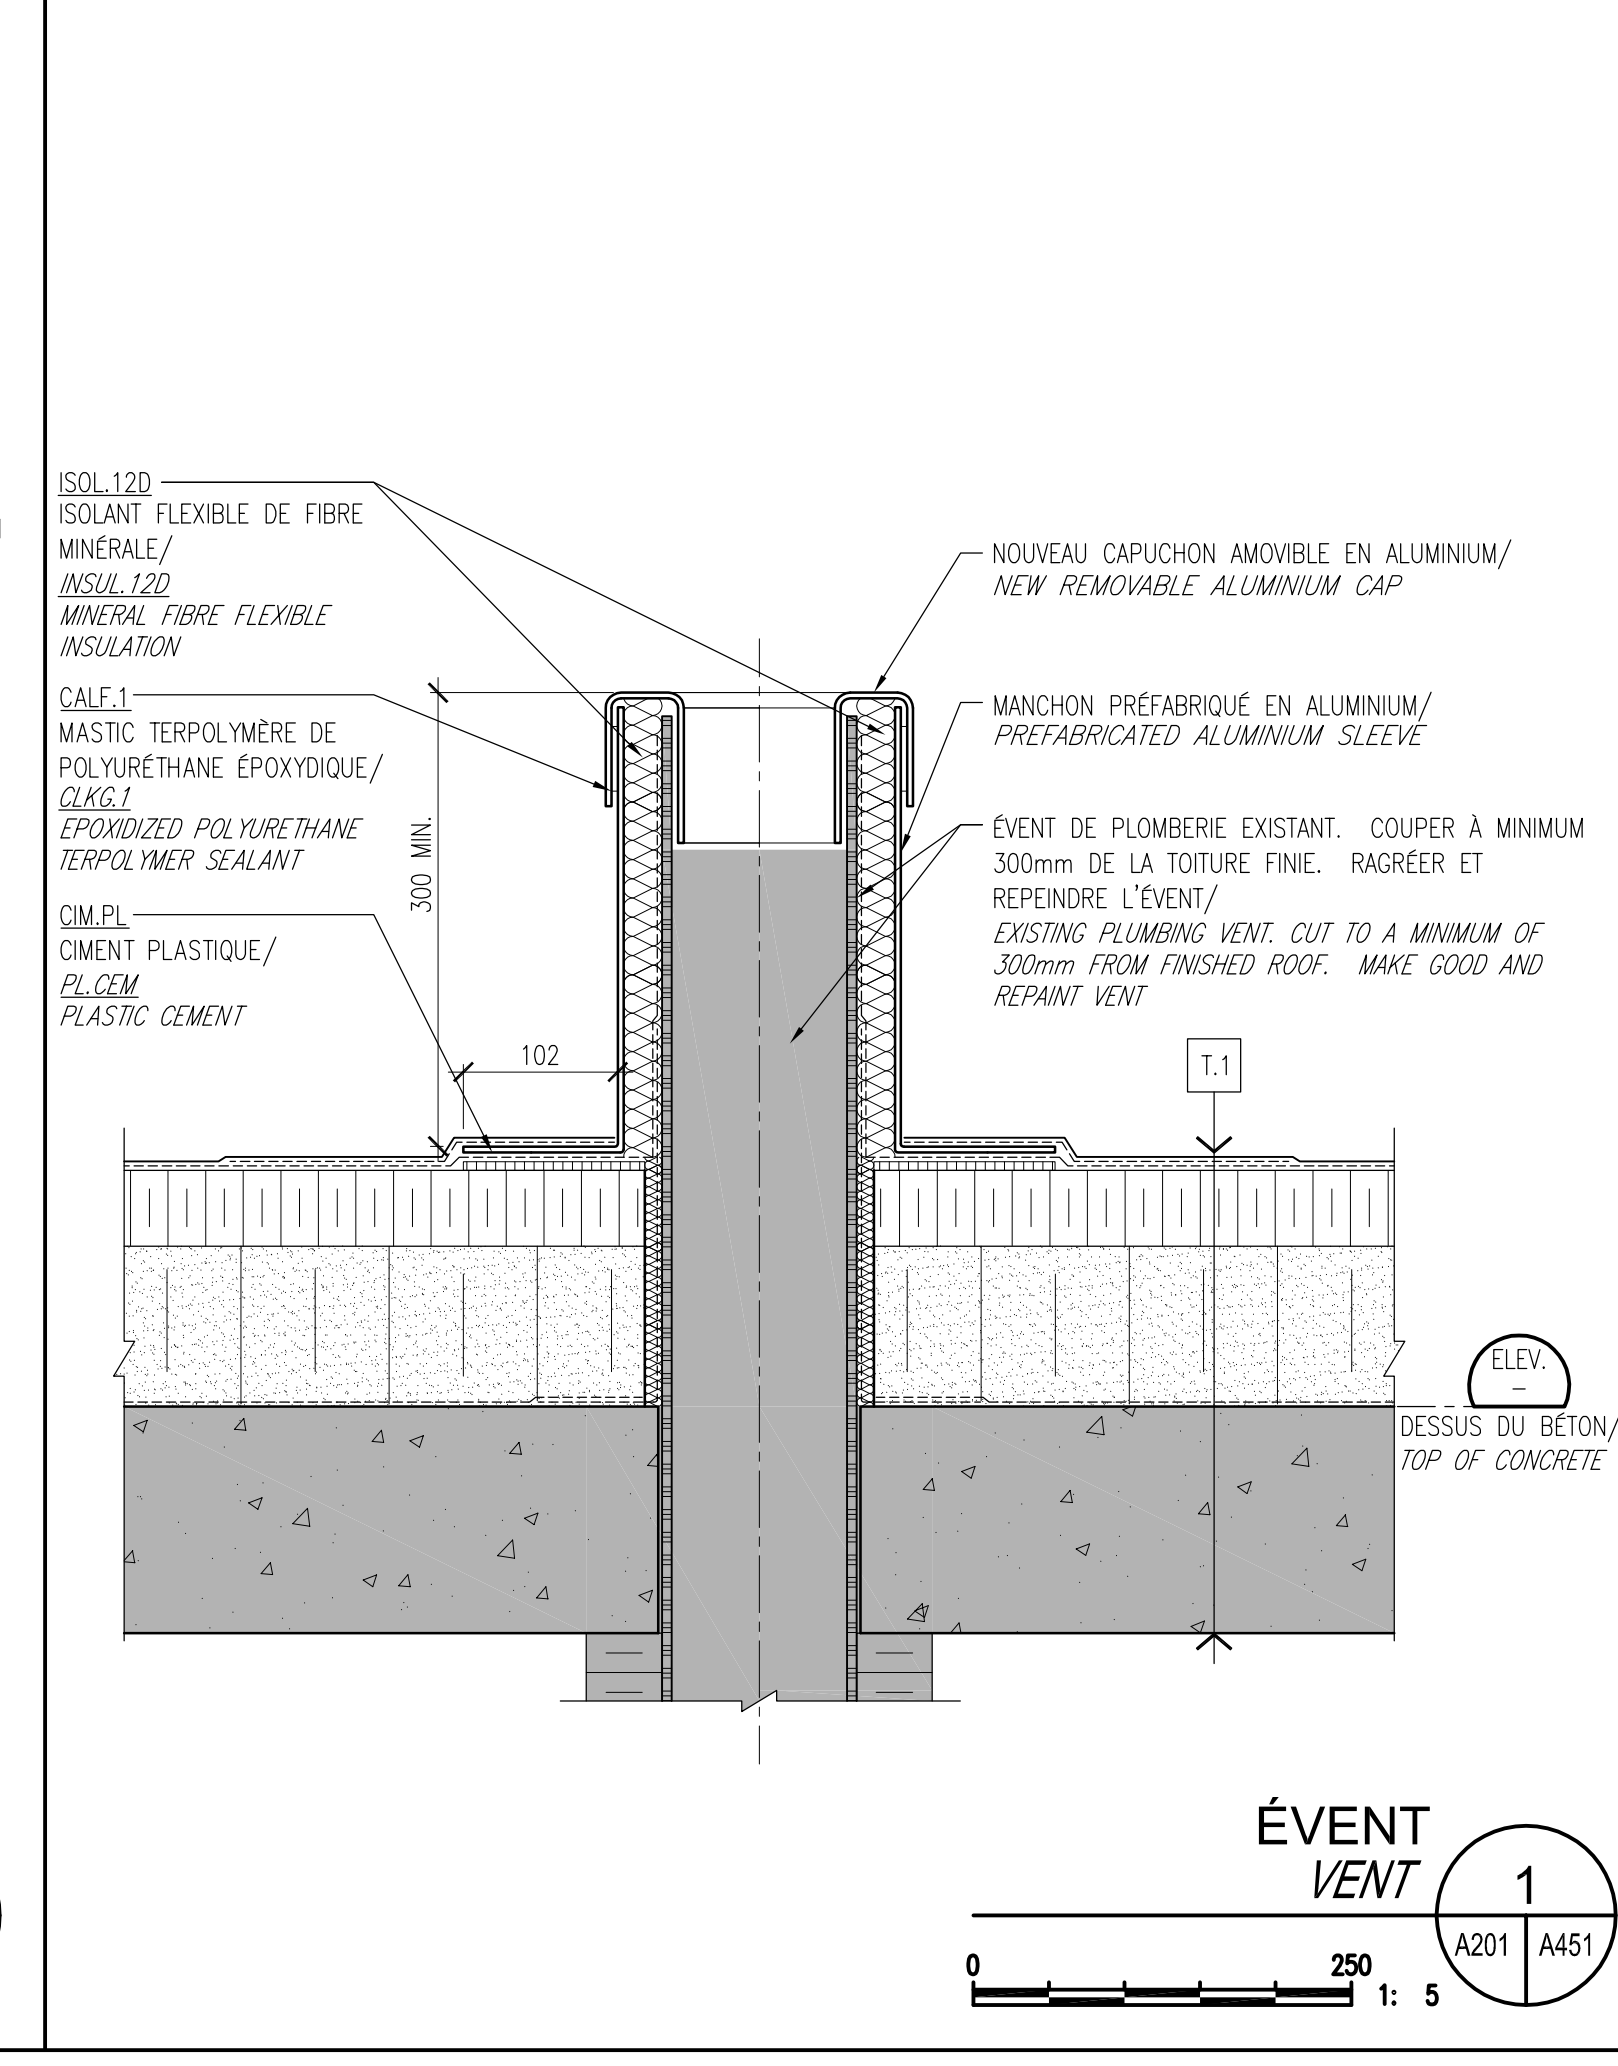 ISOL.12D
ISOLANT FLEXIBLE DE FIBRE
MINÉRALE/
INSUL.12D
MINERAL FIBRE FLEXIBLE
INSULATION
CALF.1
MASTIC TERPOLYMÈRE DE
POLYURÉTHANE ÉPOXYDIQUE/
CLKG.1
EPOXIDIZED POLYURETHANE
TERPOLYMER SEALANT
CIM.PL
CIMENT PLASTIQUE/
PL.CEM
PLASTIC CEMENT
300 MIN.
102
NOUVEAU CAPUCHON AMOVIBLE EN ALUMINIUM/
NEW REMOVABLE ALUMINIUM CAP
MANCHON PRÉFABRIQUÉ EN ALUMINIUM/
PREFABRICATED ALUMINIUM SLEEVE
ÉVENT DE PLOMBERIE EXISTANT. COUPER À MINIMUM
300mm DE LA TOITURE FINIE. RAGRÉER ET
REPEINDRE L'ÉVENT/
EXISTING PLUMBING VENT. CUT TO A MINIMUM OF
300mm FROM FINISHED ROOF. MAKE GOOD AND
REPAINT VENT
T.1
ELEV.
–
DESSUS DU BÉTON/
TOP OF CONCRETE
ÉVENT
VENT
1
A201
A451
0
250
1: 5